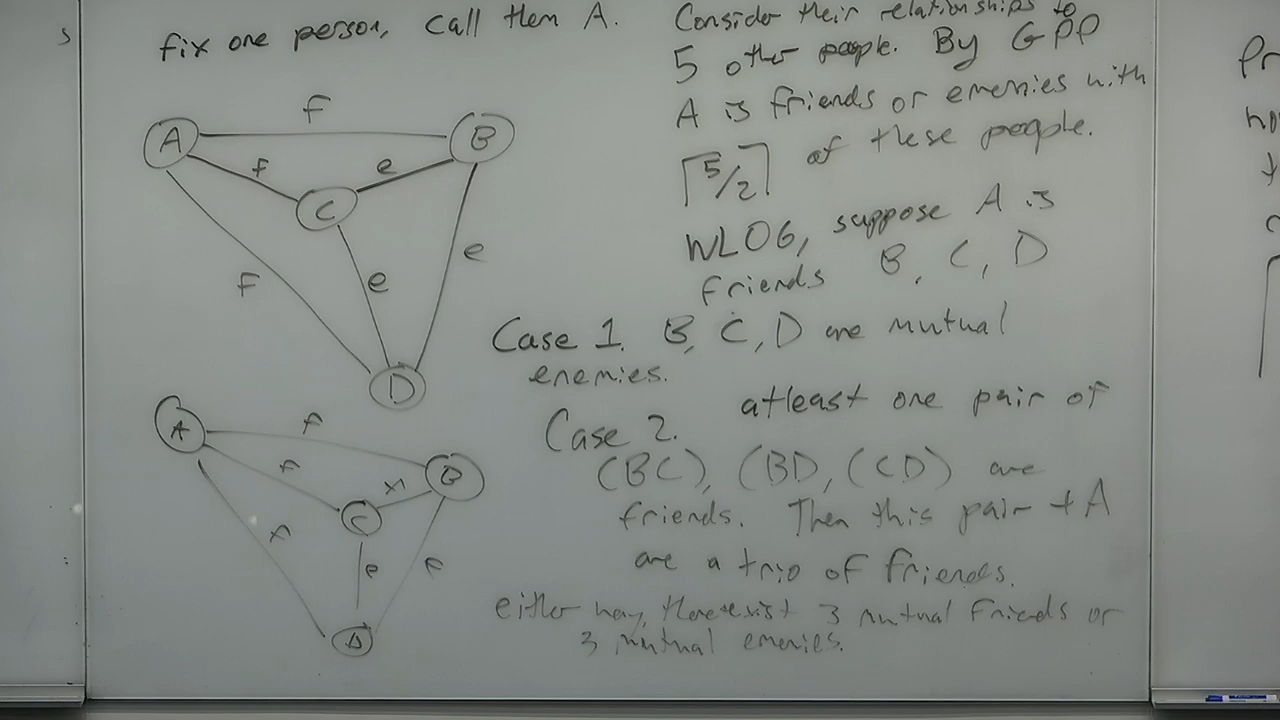 s
fix one person, call them A.
Consider their relationships to
5 other people. By GPP
A is friends or enemies with
⌈5/2⌉ of these people.
WLOG, suppose A is
friends B, C, D
Case 1. B, C, D are mutual
enemies.
Case 2. atleast one pair of
(BC), (BD, (CD) are
friends. Then this pair + A
are a trio of friends.
either way, there exist 3 mutual friends or
3 mutual enemies.
f
A
B
f
e
C
f
e
e
D
A
f
f
B
C
e
D
Pr